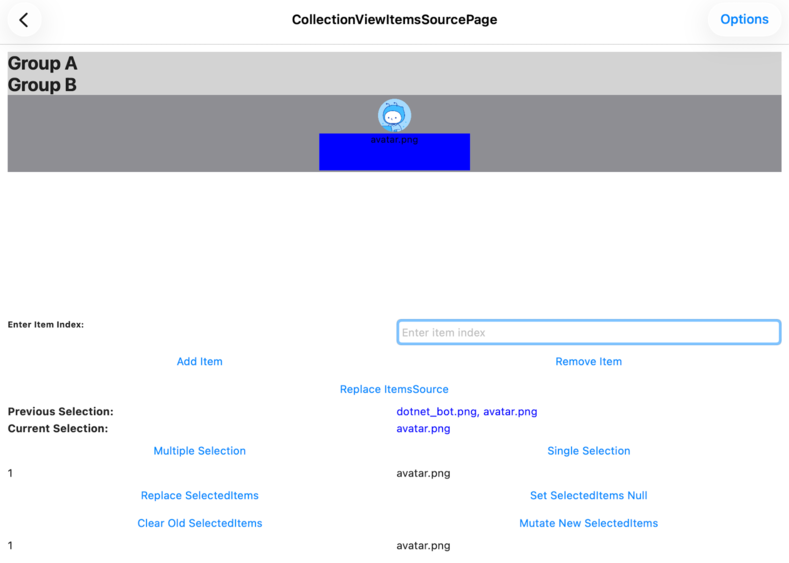 CollectionViewItemsSourcePage
Options
Group A
Group B
avatar.png
Enter Item Index:
Enter item index
Add Item
Remove Item
Replace ItemsSource
Previous Selection:
dotnet_bot.png, avatar.png
Current Selection:
avatar.png
Multiple Selection
Single Selection
1
avatar.png
Replace SelectedItems
Set SelectedItems Null
Clear Old SelectedItems
Mutate New SelectedItems
1
avatar.png